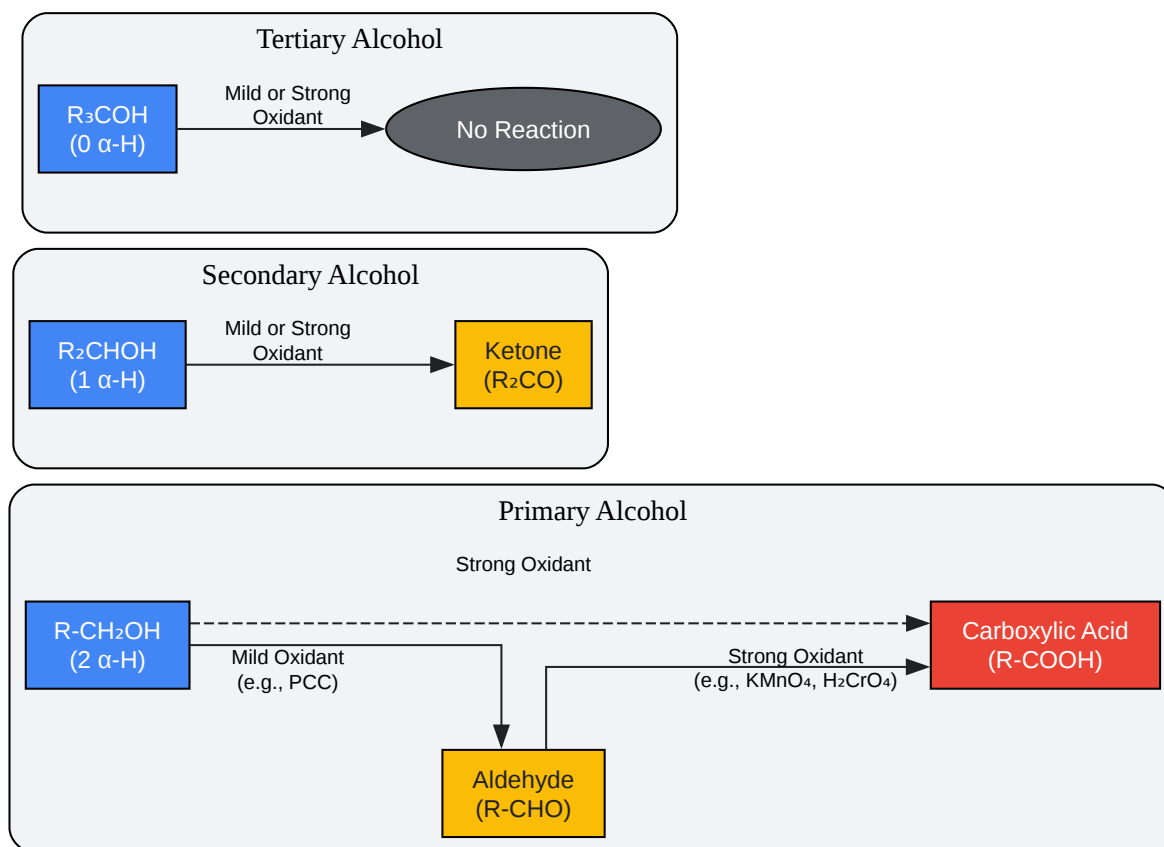 Tertiary Alcohol
R₃COH
(0 α-H)
Mild or Strong
Oxidant
No Reaction
Secondary Alcohol
R₂CHOH
(1 α-H)
Mild or Strong
Oxidant
Ketone
(R₂CO)
Primary Alcohol
Strong Oxidant
R-CH₂OH
(2 α-H)
Mild Oxidant
(e.g., PCC)
Aldehyde
(R-CHO)
Strong Oxidant
(e.g., KMnO₄, H₂CrO₄)
Carboxylic Acid
(R-COOH)